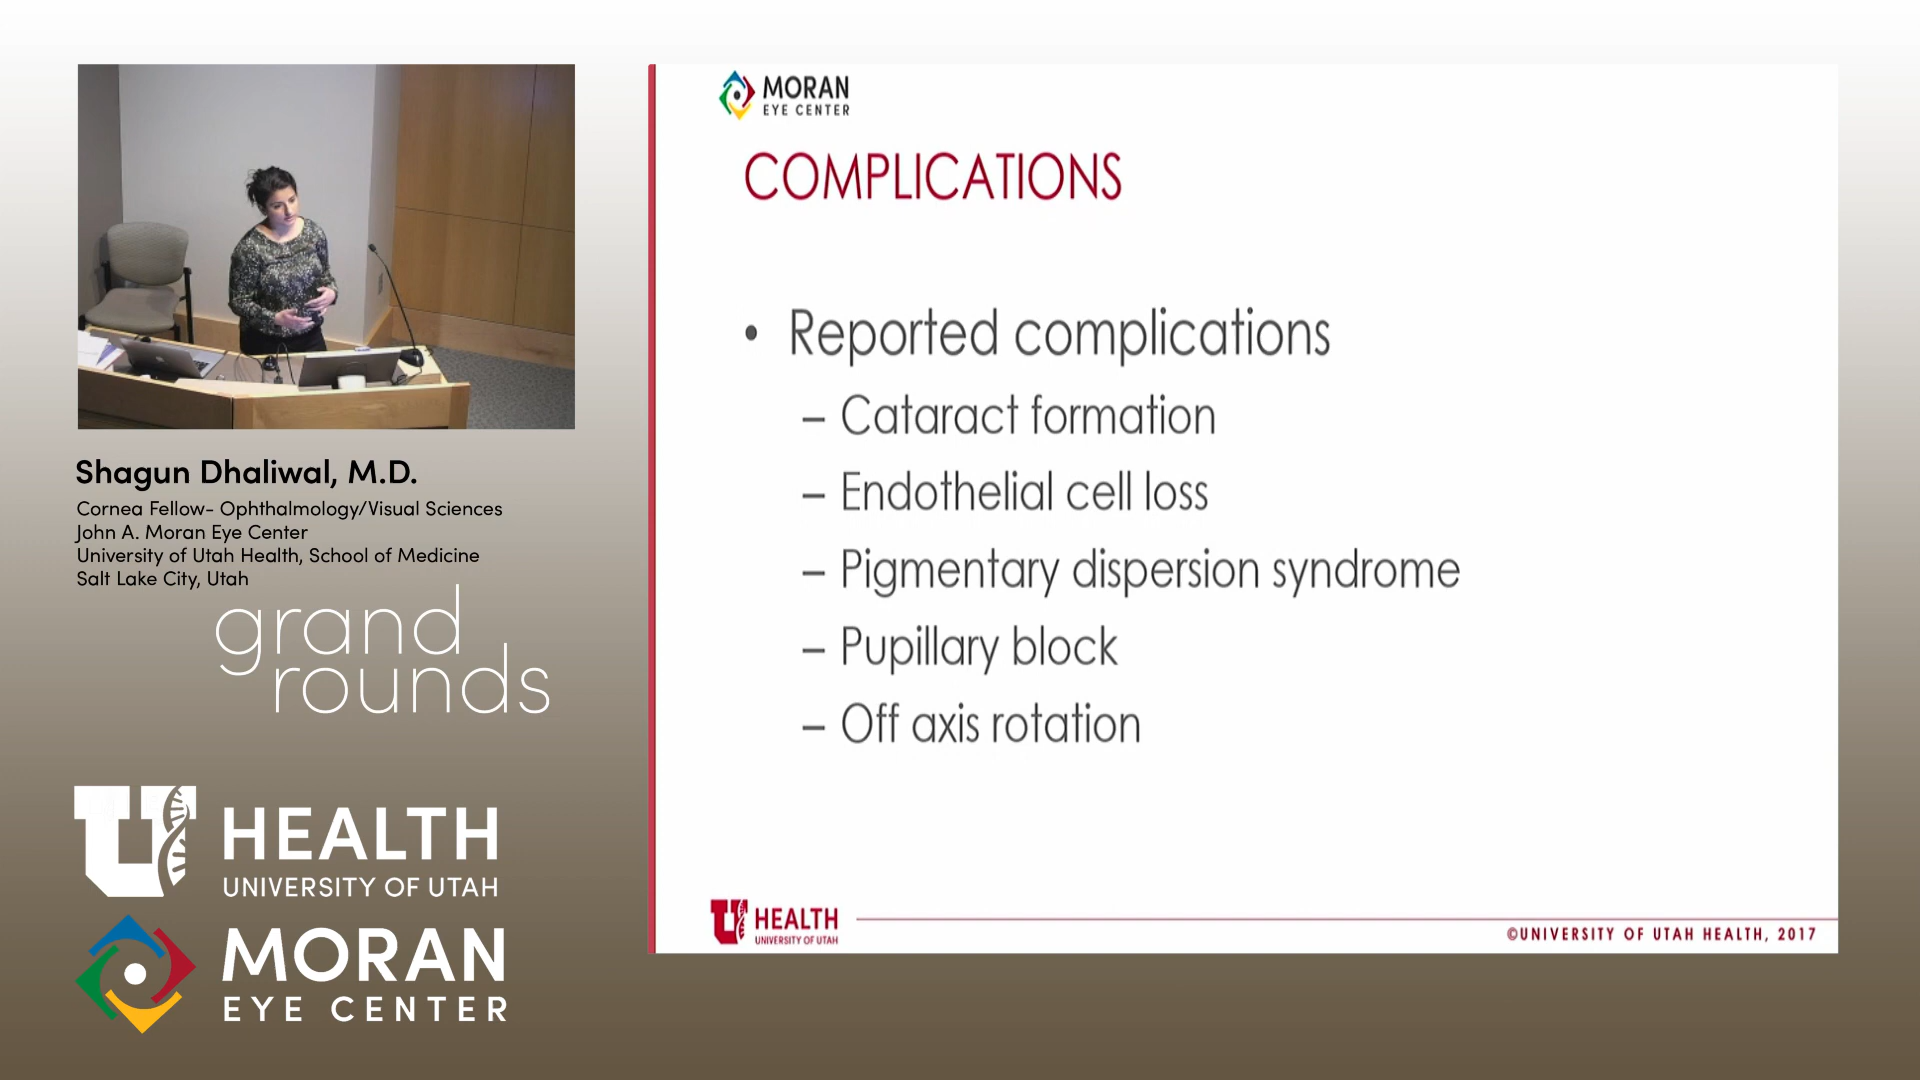 Shagun Dhaliwal, M.D.
Cornea Fellow- Ophthalmology/Visual Sciences
John A. Moran Eye Center
University of Utah Health, School of Medicine
Salt Lake City, Utah
grand
rounds
U HEALTH
UNIVERSITY OF UTAH
MORAN
EYE CENTER
MORAN
EYE CENTER
COMPLICATIONS
• Reported complications
– Cataract formation
– Endothelial cell loss
– Pigmentary dispersion syndrome
– Pupillary block
– Off axis rotation
U HEALTH
UNIVERSITY OF UTAH
©UNIVERSITY OF UTAH HEALTH, 2017